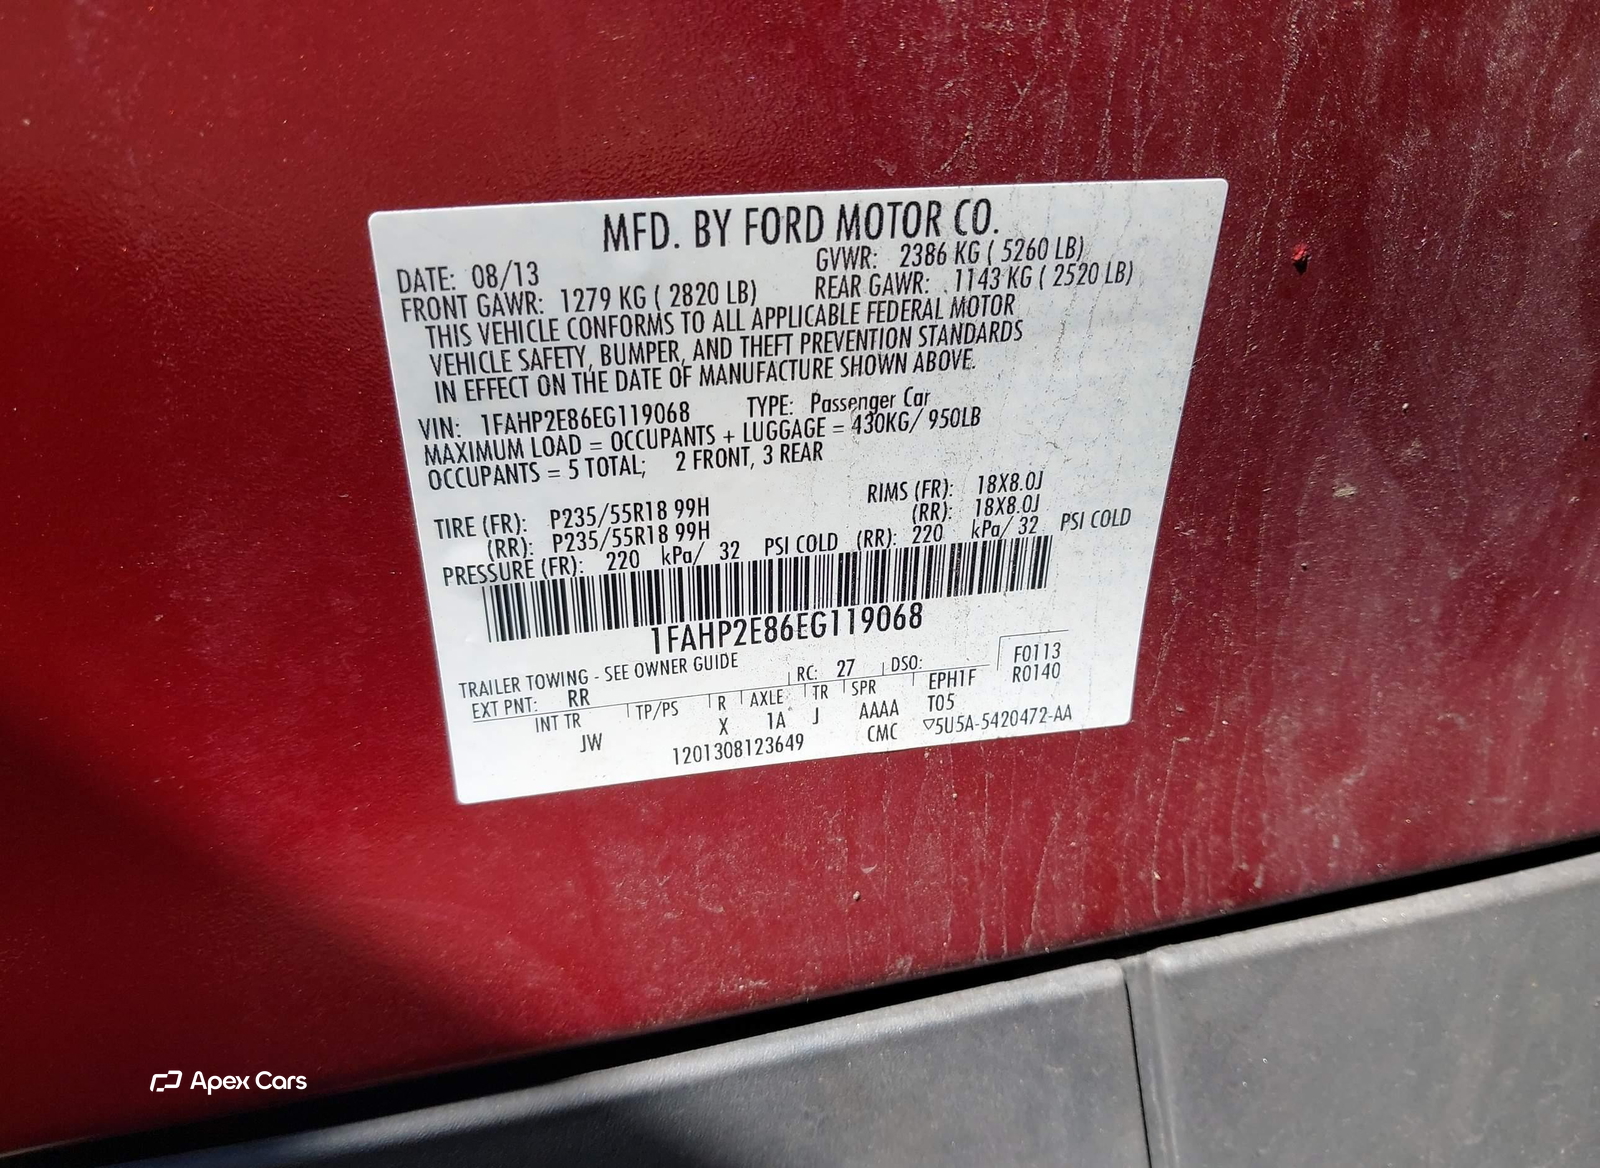 MFD. BY FORD MOTOR CO.
DATE: 08/13 GVWR: 2386 KG ( 5260 LB)
FRONT GAWR: 1279 KG ( 2820 LB) REAR GAWR: 1143 KG ( 2520 LB)
THIS VEHICLE CONFORMS TO ALL APPLICABLE FEDERAL MOTOR
VEHICLE SAFETY, BUMPER, AND THEFT PREVENTION STANDARDS
IN EFFECT ON THE DATE OF MANUFACTURE SHOWN ABOVE.
VIN: 1FAHP2E86EG119068 TYPE: Passenger Car
MAXIMUM LOAD = OCCUPANTS + LUGGAGE = 430KG/ 950LB
OCCUPANTS = 5 TOTAL; 2 FRONT, 3 REAR
TIRE (FR): P235/55R18 99H RIMS (FR): 18X8.0J
(RR): P235/55R18 99H (RR): 18X8.0J
PRESSURE (FR): 220 kPa/ 32 PSI COLD (RR): 220 kPa/ 32 PSI COLD
1FAHP2E86EG119068
TRAILER TOWING - SEE OWNER GUIDE
EXT PNT: RR RC: 27 DSO: F0113
R0140
INT TR TP/PS R AXLE TR SPR EPH1F
JW X 1A J AAAA T05
1201308123649 CMC ▽5U5A-5420472-AA
Apex Cars